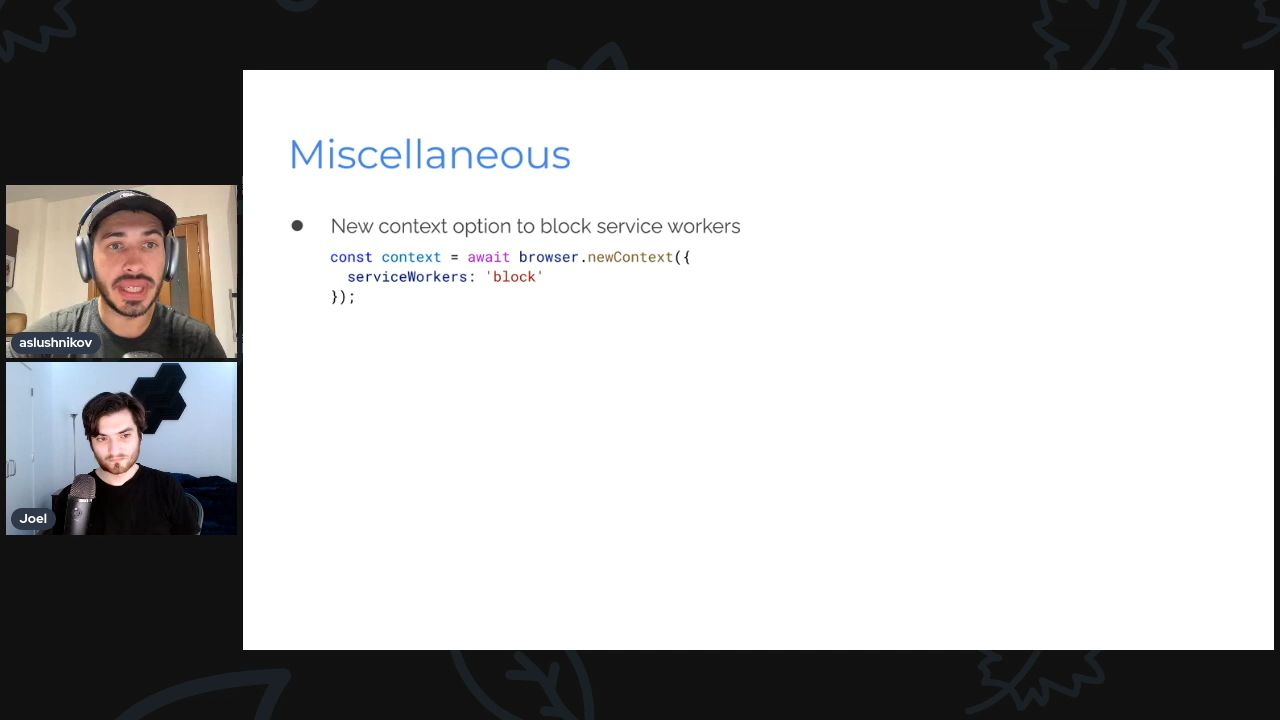 Miscellaneous
● New context option to block service workers
const context = await browser.newContext({
  serviceWorkers: 'block'
});
aslushnikov
Joel